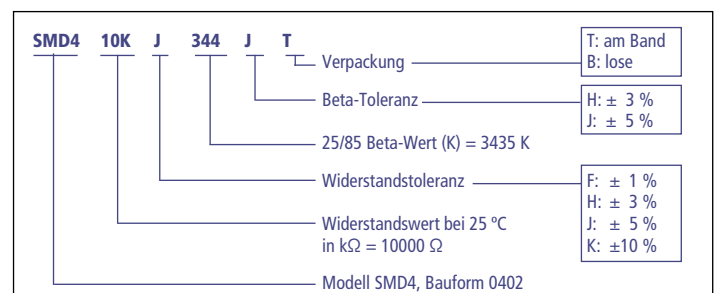 SMD4 10K J 344 J T
Verpackung
T: am Band
B: lose
Beta-Toleranz
H: ± 3 %
J: ± 5 %
25/85 Beta-Wert (K) = 3435 K
Widerstandstoleranz
F: ± 1 %
H: ± 3 %
J: ± 5 %
K: ±10 %
Widerstandswert bei 25 ºC
in kΩ = 10000 Ω
Modell SMD4, Bauform 0402